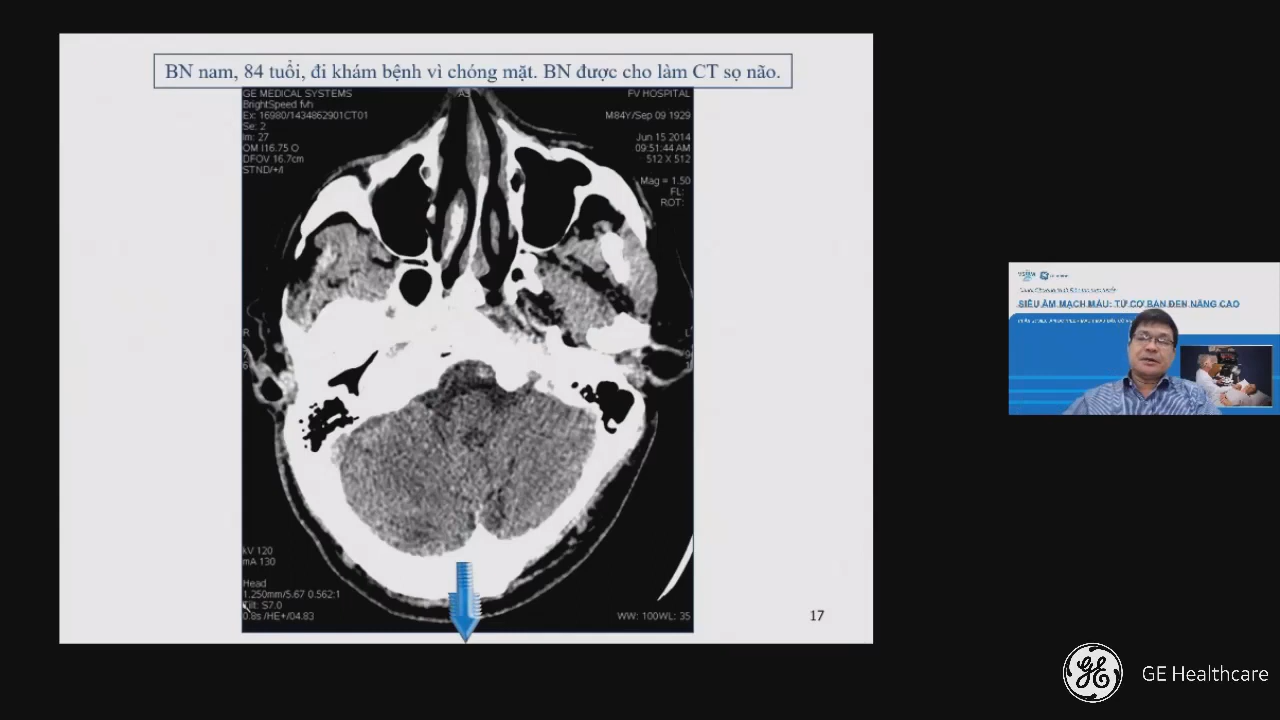 BN nam, 84 tuổi, đi khám bệnh vì chóng mặt. BN được cho làm CT sọ não.
GE MEDICAL SYSTEMS
BrightSpeed fvh
Ex: 16980/1434862901CT01
Se: 2
Im: 27
OM I16.75 O
DFOV 16.7cm
STND/+/I
A3
FV HOSPITAL
M84Y/Sep 09 1929
Jun 15 2014
09:51:44 AM
512 X 512
Mag = 1.50
FL:
ROT:
R
L
kV 120
mA 130
Head
1.250mm/5.67 0.562:1
Tilt: S7.0
0.8s /HE+/04.83
WW: 100WL: 35
17
SIÊU ÂM MẠCH MÁU: TỪ CƠ BẢN ĐẾN NÂNG CAO
GE Healthcare